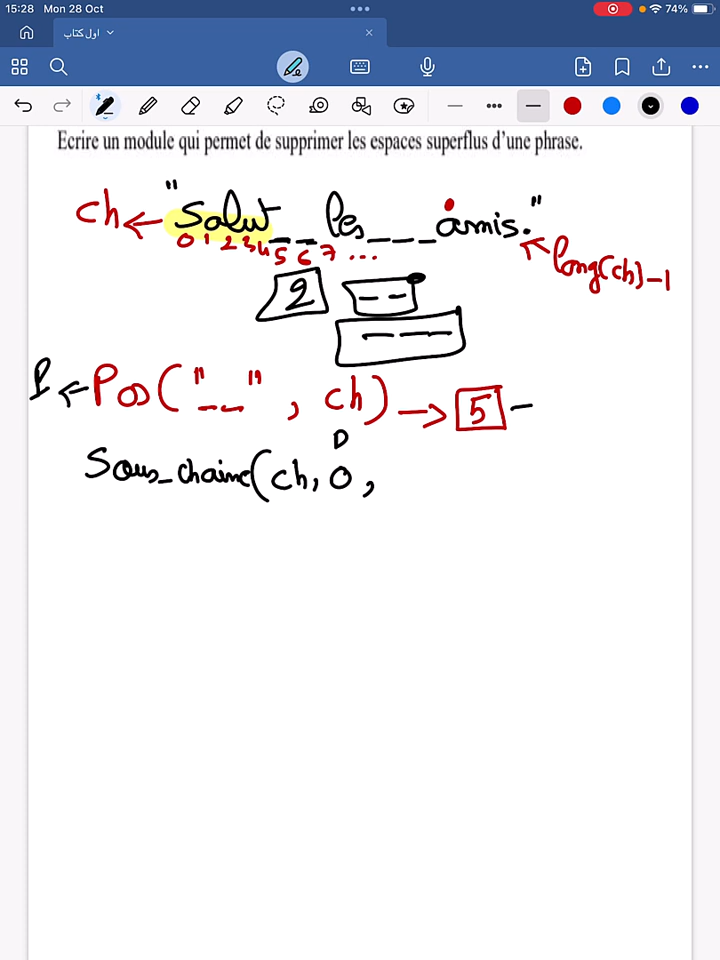 15:28 Mon 28 Oct 74%
اول كتاب
Ecrire un module qui permet de supprimer les espaces superflus d’une phrase.
ch ← "Salut__les___amis."
0 1 2 3 4 5 6 7 ... long(ch)-1
2 --
---
P ← Pos("__", ch) → 5 -
D
Sous_chaine(ch, 0,